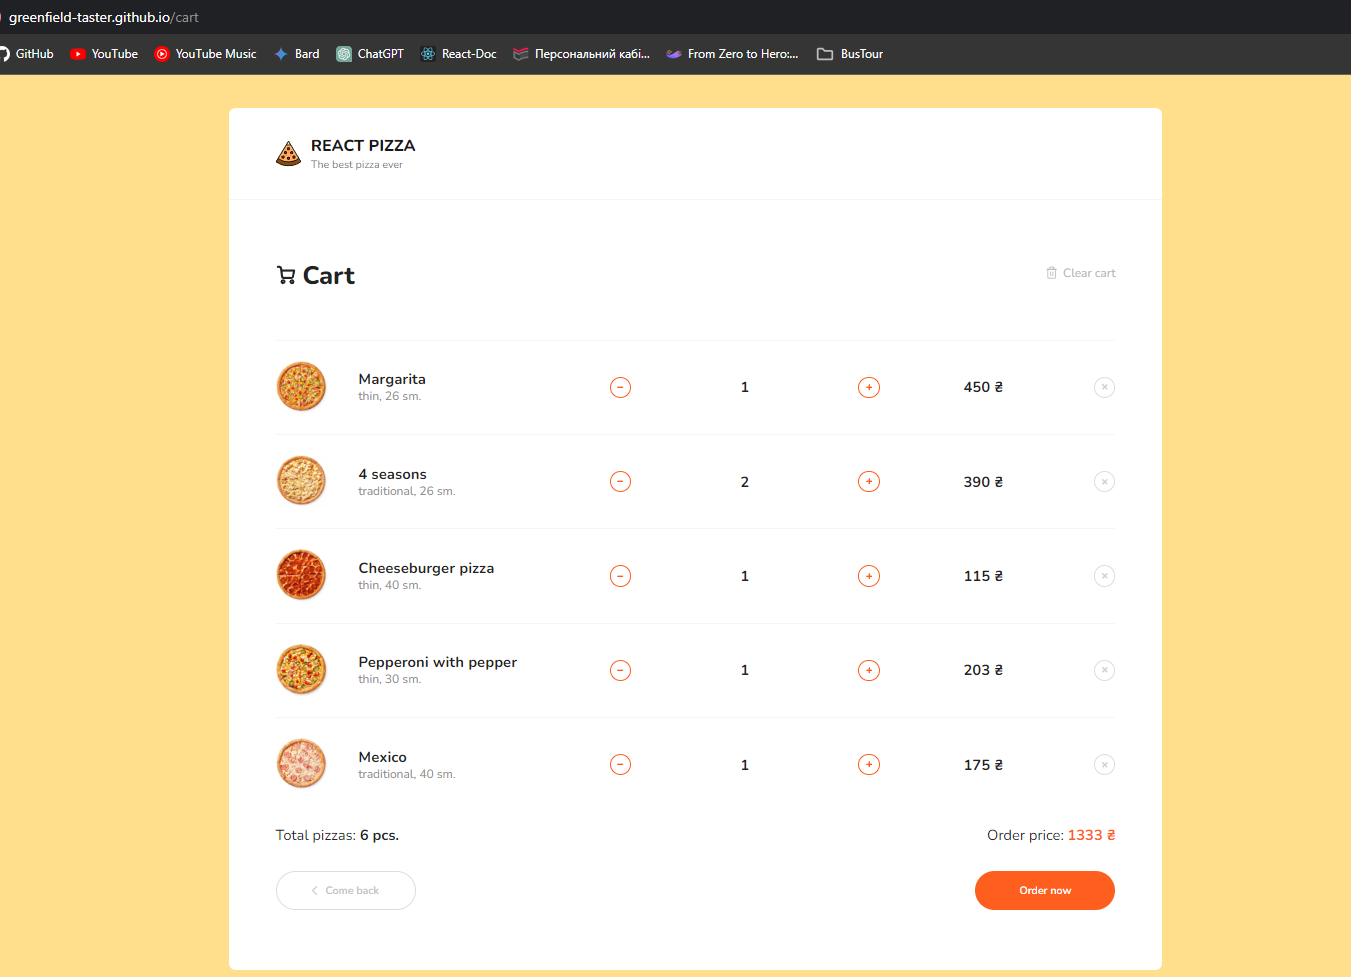 greenfield-taster.github.io/cart
GitHub YouTube YouTube Music Bard ChatGPT React-Doc Персональний кабі... From Zero to Hero:... BusTour
REACT PIZZA
The best pizza ever
Cart
Clear cart
Margarita
thin, 26 sm.
− 1 + 450 ₴ ×
4 seasons
traditional, 26 sm.
− 2 + 390 ₴ ×
Cheeseburger pizza
thin, 40 sm.
− 1 + 115 ₴ ×
Pepperoni with pepper
thin, 30 sm.
− 1 + 203 ₴ ×
Mexico
traditional, 40 sm.
− 1 + 175 ₴ ×
Total pizzas: 6 pcs.
Order price: 1333 ₴
Come back
Order now